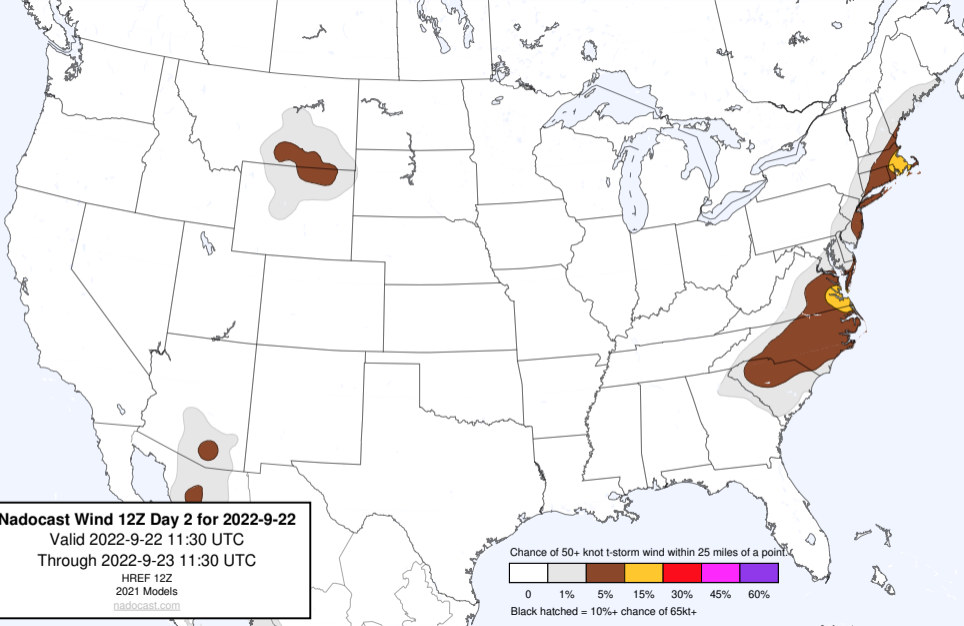 Nadocast Wind 12Z Day 2 for 2022-9-22
Valid 2022-9-22 11:30 UTC
Through 2022-9-23 11:30 UTC
HREF 12Z
2021 Models
nadocast.com
Chance of 50+ knot t-storm wind within 25 miles of a point.
0 1% 5% 15% 30% 45% 60%
Black hatched = 10%+ chance of 65kt+